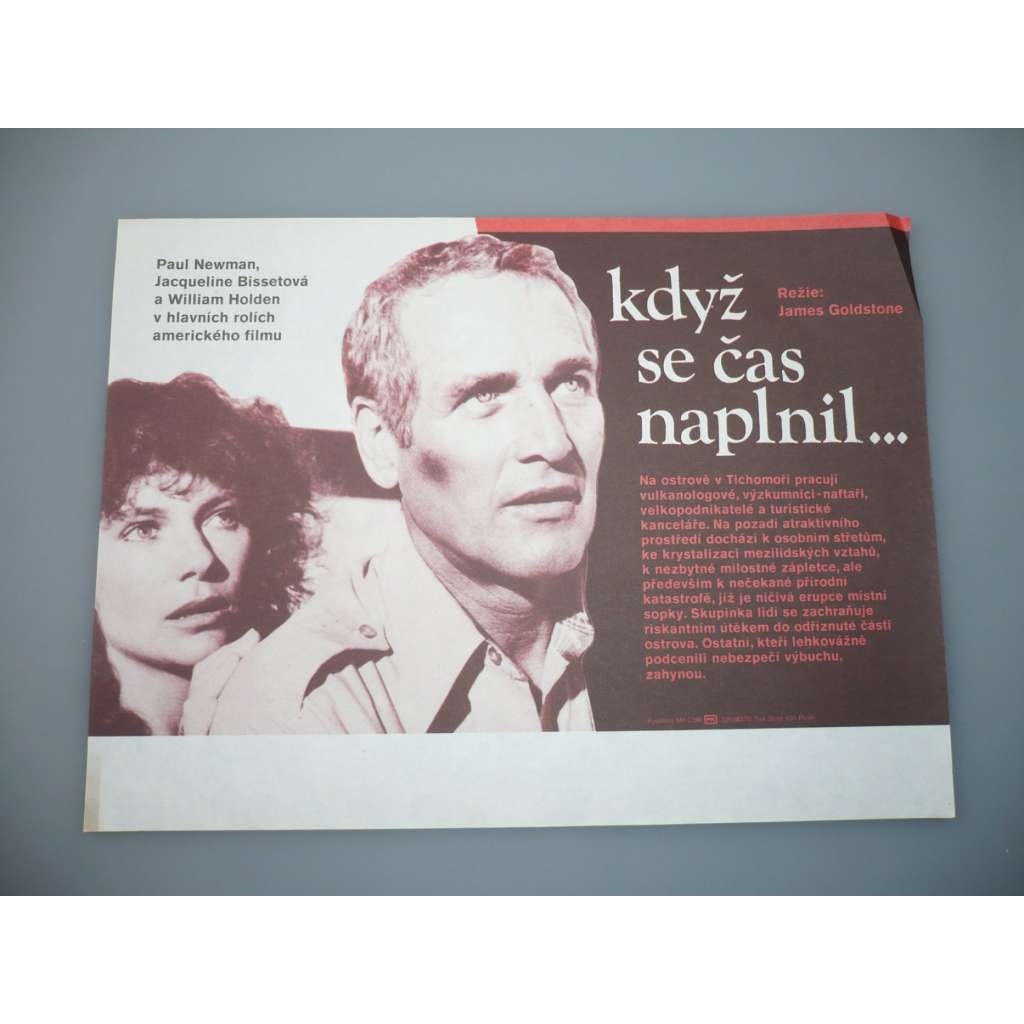 Paul Newman,
Jacqueline Bissetová
a William Holden
v hlavních rolích
amerického filmu
když
se čas
naplnil...
Režie:
James Goldstone
Na ostrově v Tichomoří pracují
vulkanologové, výzkumníci-naftaři,
velkopodnikatelé a turistické
kanceláře. Na pozadí atraktivního
prostředí dochází k osobním střetům,
ke krystalizaci mezilidských vztahů,
k nezbytné milostné zápletce, ale
především k nečekané přírodní
katastrofě, jíž je ničivá erupce místní
sopky. Skupinka lidí se zachraňuje
riskantním útěkem do odříznuté části
ostrova. Ostatní, kteří lehkovážně
podcenili nebezpečí výbuchu,
zahynou.